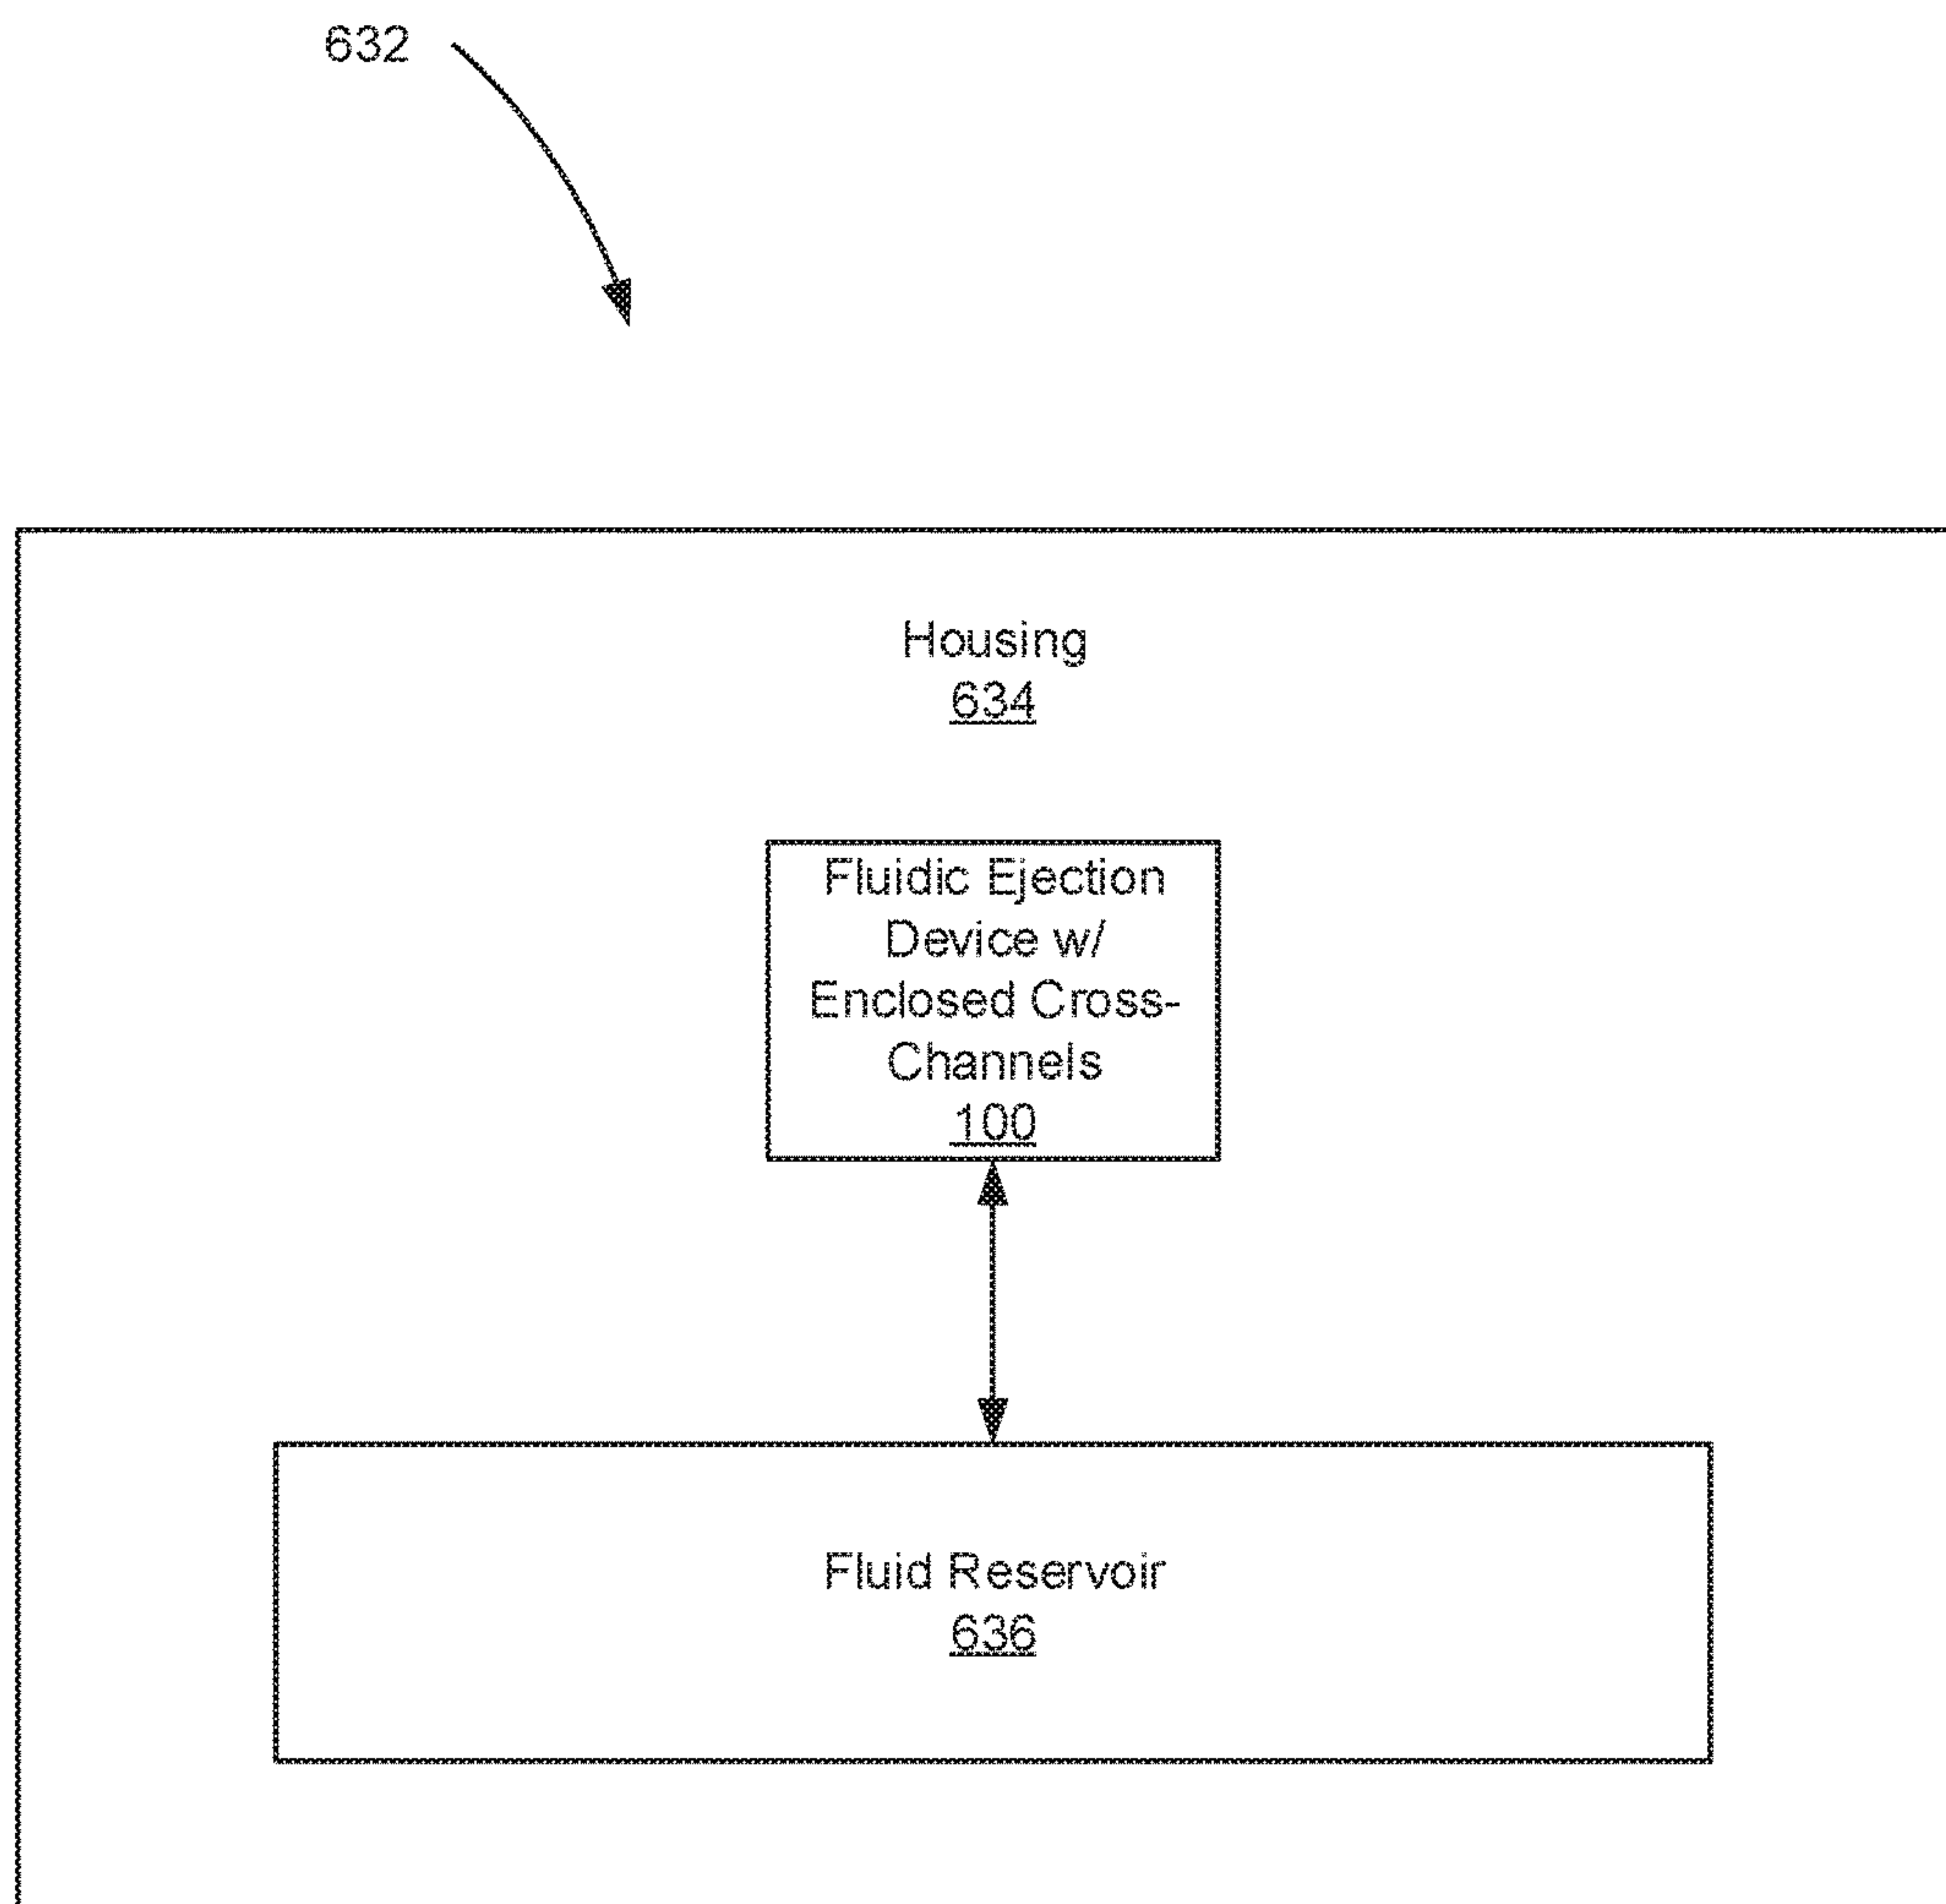 632
Housing
634
Fluidic Ejection
Device w/
Enclosed Cross-
Channels
100
Fluid Reservoir
636